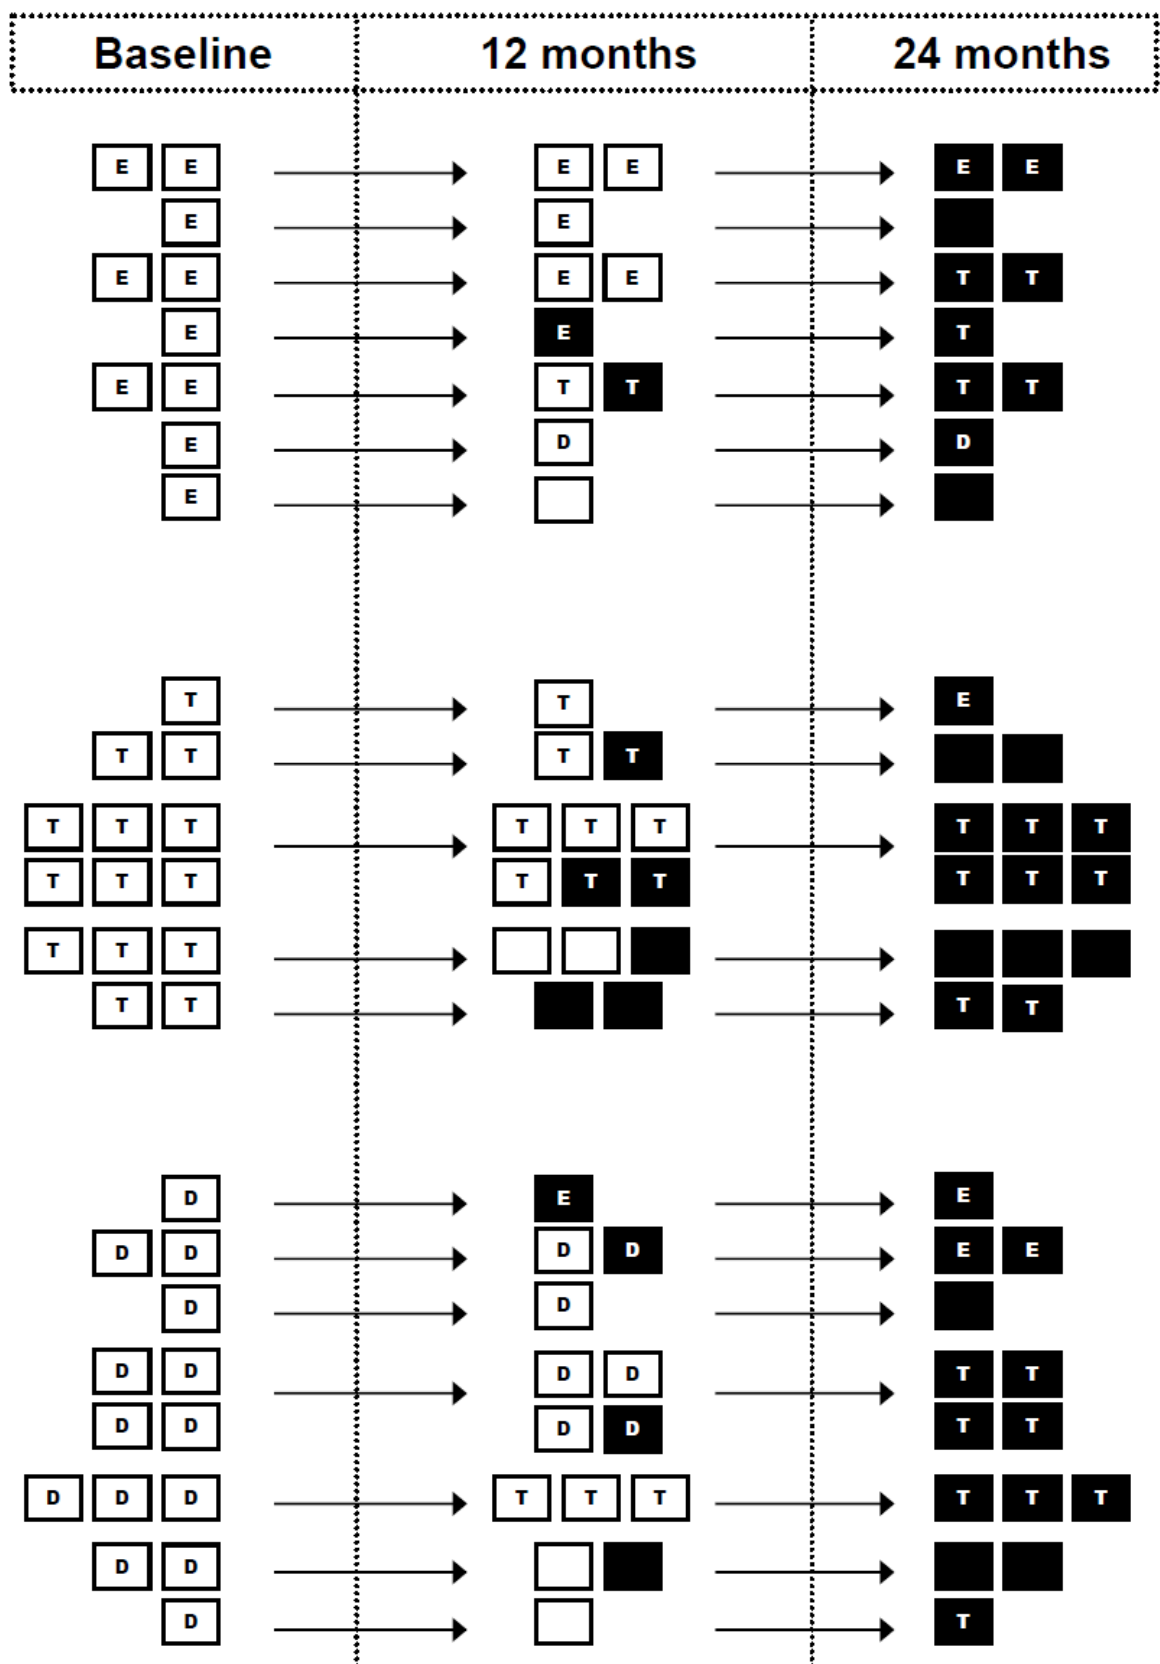 Baseline 12 months 24 months
E E E E E E
E E
E E E E T T
E E T
E E T T T T
E D D
E
T T E
T T T T
T T T T T T T T T
T T T T T T T T T
T T T
T T T T
D E E
D D D D E E
D D
D D D D T T
D D D D T T
D D D T T T T T T
D D
D T